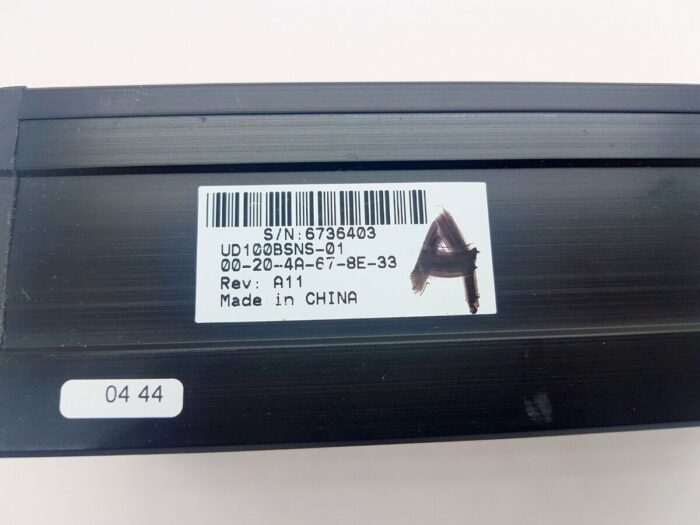 S/N:6736403
UD100BSNS-01
00-20-4A-67-8E-33
Rev: A11
Made in CHINA
A
04 44